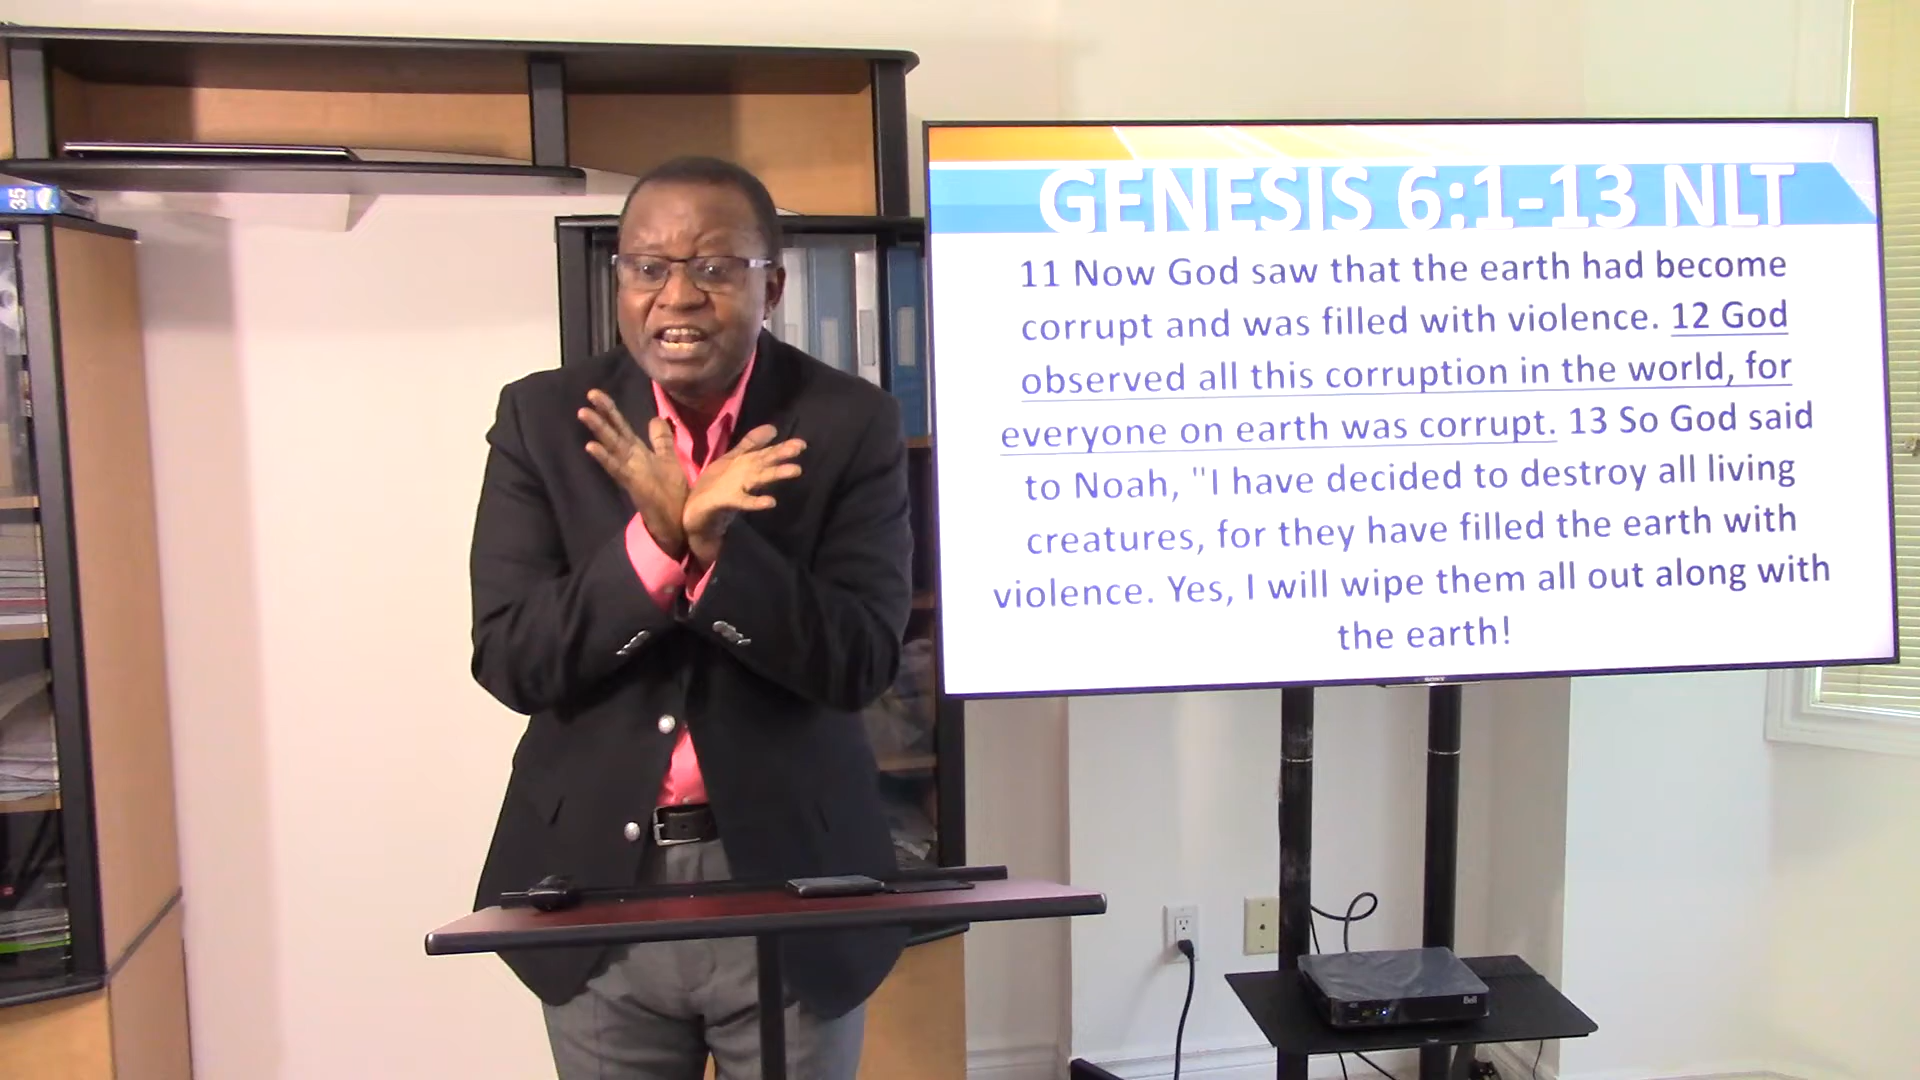 GENESIS 6:1-13 NLT
11 Now God saw that the earth had become
corrupt and was filled with violence. 12 God
observed all this corruption in the world, for
everyone on earth was corrupt. 13 So God said
to Noah, "I have decided to destroy all living
creatures, for they have filled the earth with
violence. Yes, I will wipe them all out along with
the earth!
SONY
Bell
35